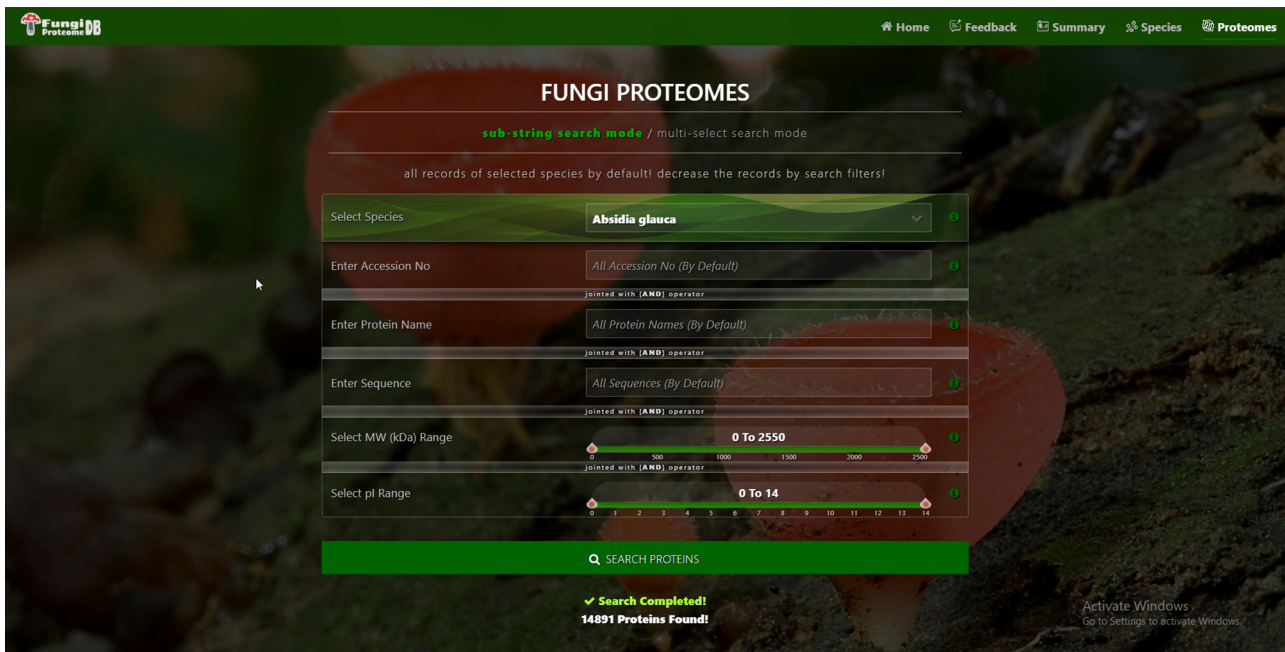 Fungi
Proteome DB
Home Feedback Summary Species Proteomes
FUNGI PROTEOMES
sub-string search mode / multi-select search mode
all records of selected species by default! decrease the records by search filters!
Select Species Absidia glauca
Enter Accession No All Accession No (By Default)
jointed with [AND] operator
Enter Protein Name All Protein Names (By Default)
jointed with [AND] operator
Enter Sequence All Sequences (By Default)
jointed with [AND] operator
Select MW (kDa) Range 0 To 2550
0 500 1000 1500 2000 2500
jointed with [AND] operator
Select pI Range 0 To 14
0 1 2 3 4 5 6 7 8 9 10 11 12 13 14
SEARCH PROTEINS
Search Completed!
14891 Proteins Found!
Activate Windows
Go to Settings to activate Windows.